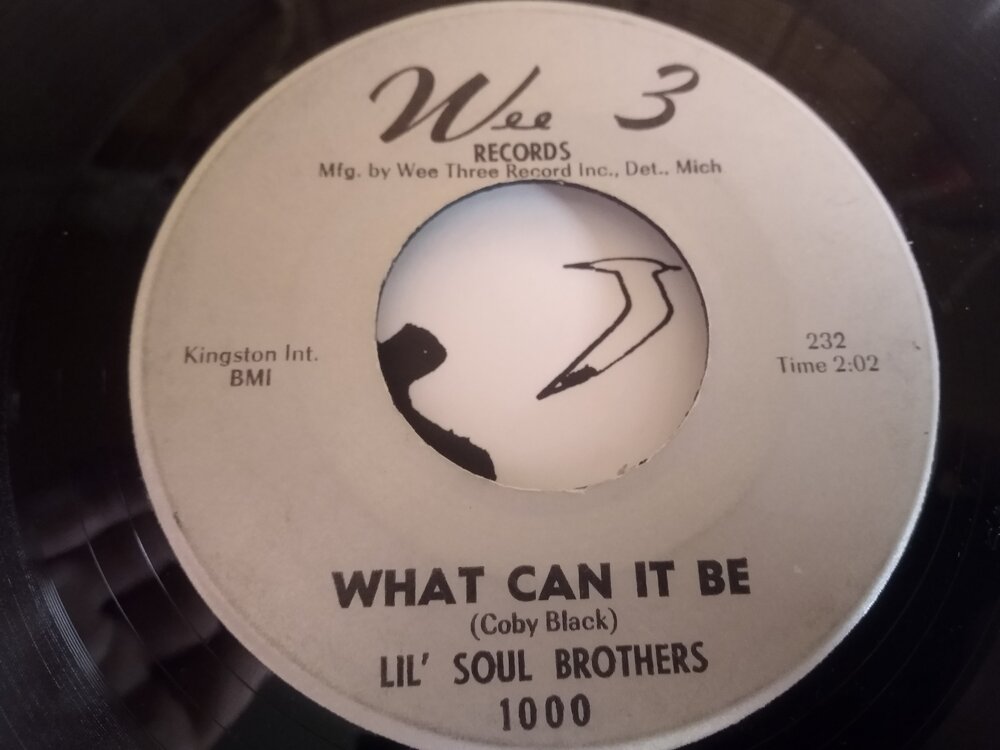 Wee 3
RECORDS
Mfg. by Wee Three Record Inc., Det.. Mich
Kingston Int.
BMI
232
Time 2:02
WHAT CAN IT BE
(Coby Black)
LIL' SOUL BROTHERS
1000